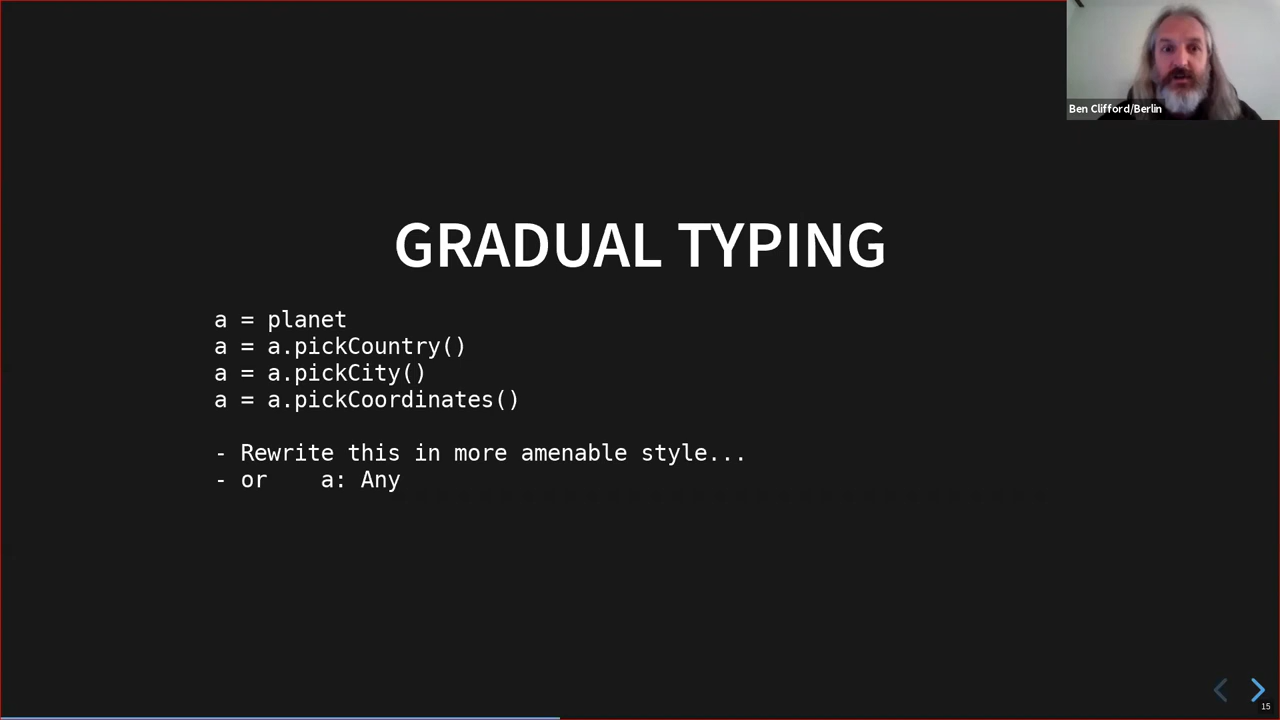 Ben Clifford/Berlin
GRADUAL TYPING
a = planet
a = a.pickCountry()
a = a.pickCity()
a = a.pickCoordinates()
- Rewrite this in more amenable style...
- or    a: Any
15